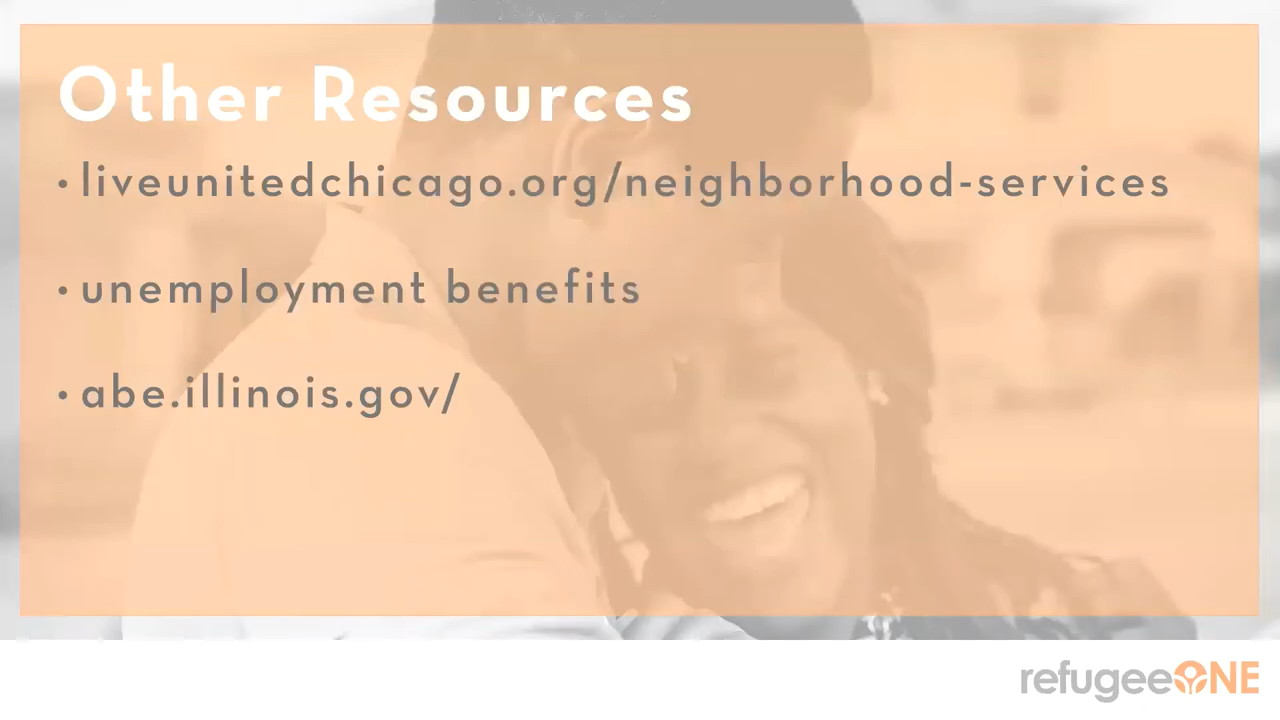 Other Resources
• liveunitedchicago.org/neighborhood-services
• unemployment benefits
• abe.illinois.gov/
refugeeONE